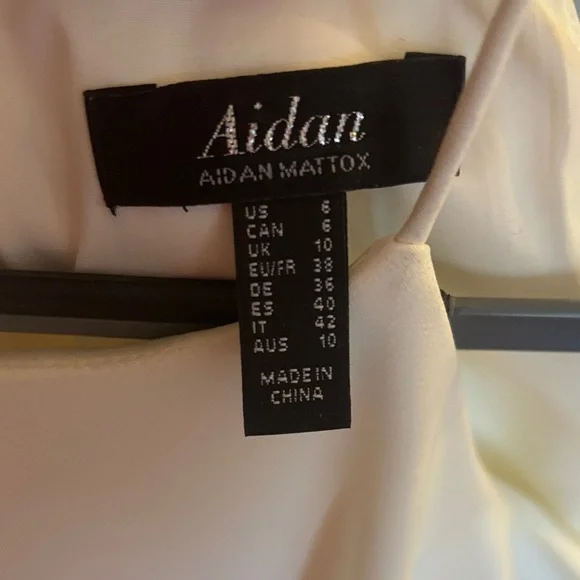 Aidan
AIDAN MATTOX
US 6
CAN 6
UK 10
EU/FR 38
DE 36
ES 40
IT 42
AUS 10
MADE IN
CHINA